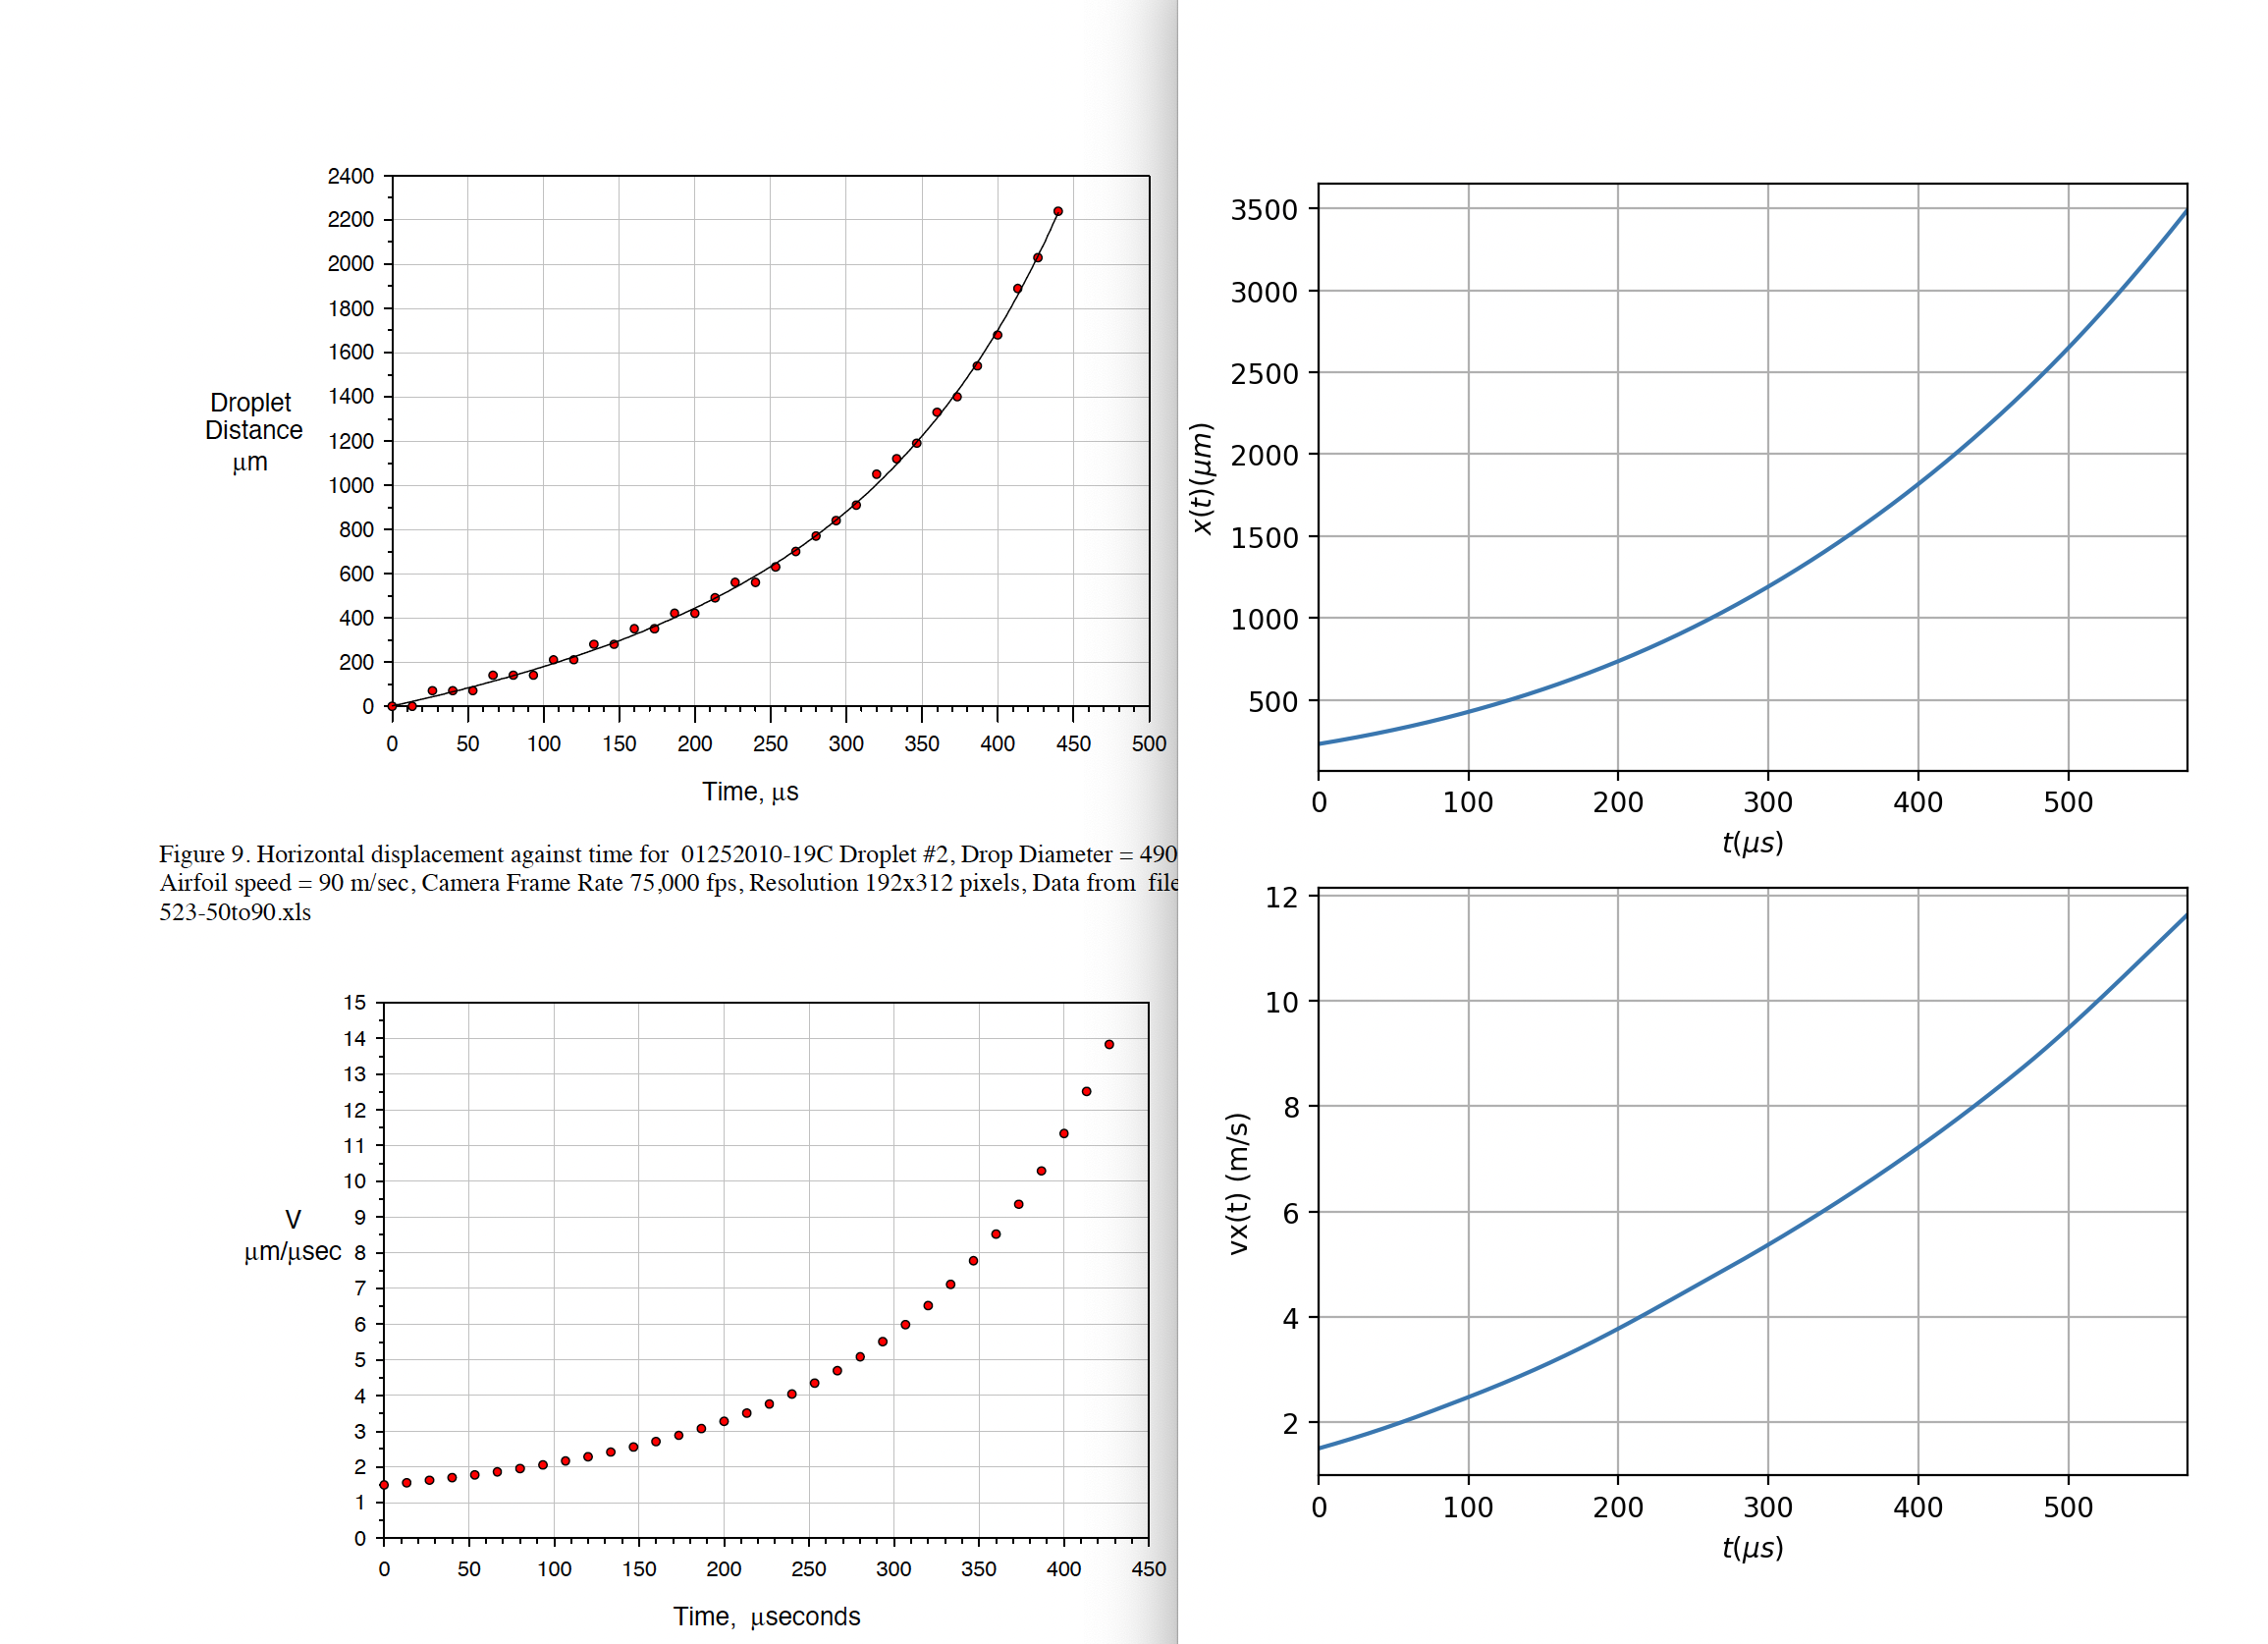 2400
2200
2000
1800
1600
1400
1200
1000
800
600
400
200
0
Droplet
Distance
μm
0 50 100 150 200 250 300 350 400 450 500
Time, μs
Figure 9. Horizontal displacement against time for 01252010-19C Droplet #2, Drop Diameter = 490
Airfoil speed = 90 m/sec, Camera Frame Rate 75,000 fps, Resolution 192x312 pixels, Data from file
523-50to90.xls
15
14
13
12
11
10
9
8
7
6
5
4
3
2
1
0
V
μm/μsec
0 50 100 150 200 250 300 350 400 450
Time, μseconds
3500
3000
2500
2000
1500
1000
500
x(t)(μm)
0 100 200 300 400 500
t(μs)
12
10
8
6
4
2
vx(t) (m/s)
0 100 200 300 400 500
t(μs)